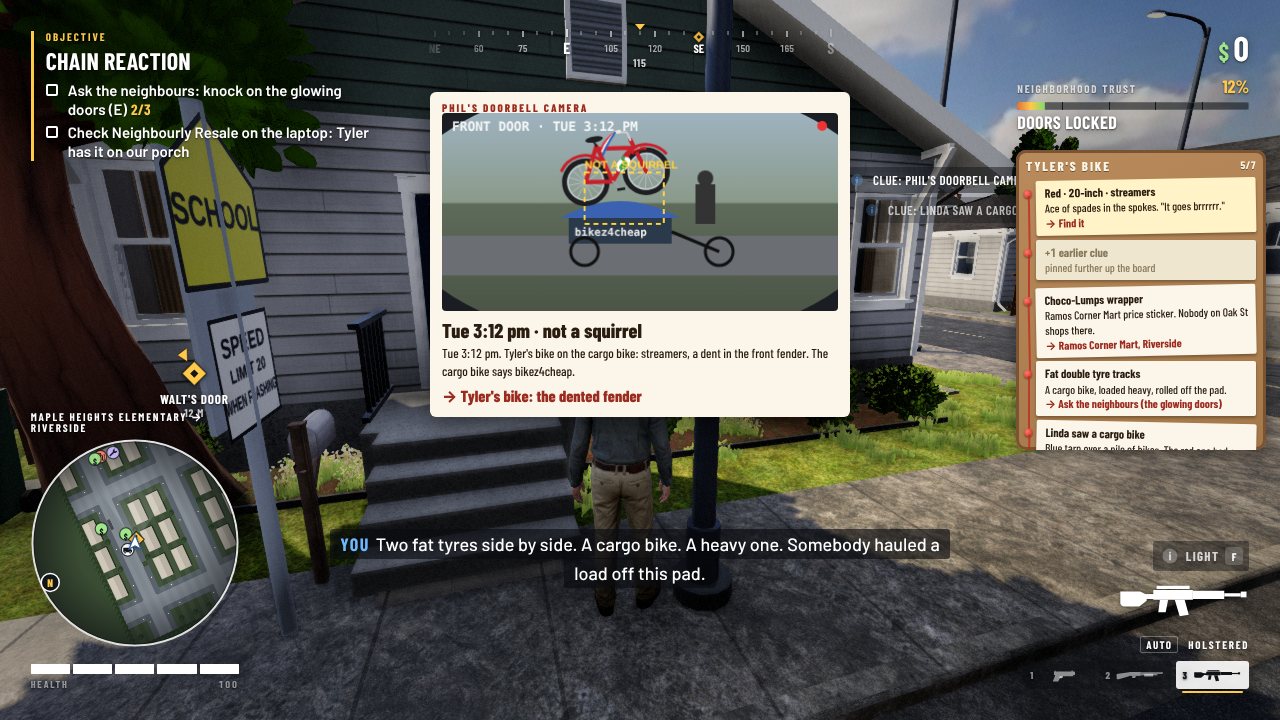 OBJECTIVE
CHAIN REACTION
Ask the neighbours: knock on the glowing
doors (E) 2/3
Check Neighbourly Resale on the laptop: Tyler
has it on our porch
NE 60 75 E 105 120 SE 150 165 S
115
$ 0
NEIGHBORHOOD TRUST 12%
DOORS LOCKED
PHIL'S DOORBELL CAMERA
FRONT DOOR · TUE 3:12 PM
NOT A SQUIRREL
bikez4cheap
Tue 3:12 pm · not a squirrel
Tue 3:12 pm. Tyler's bike on the cargo bike: streamers, a dent in the front fender. The
cargo bike says bikez4cheap.
→ Tyler's bike: the dented fender
CLUE: PHIL'S DOORBELL CAM
CLUE: LINDA SAW A CARGO
TYLER'S BIKE 5/7
Red · 20-inch · streamers
Ace of spades in the spokes. "It goes brrrrrr."
→ Find it
+1 earlier clue
pinned further up the board
Choco-Lumps wrapper
Ramos Corner Mart price sticker. Nobody on Oak St
shops there.
→ Ramos Corner Mart, Riverside
Fat double tyre tracks
A cargo bike, loaded heavy, rolled off the pad.
→ Ask the neighbours (the glowing doors)
Linda saw a cargo bike
SCHOOL
SPEED
LIMIT 20
WHEN FLASHING
WALT'S DOOR
12 M
MAPLE HEIGHTS ELEMENTARY →
RIVERSIDE
N
HEALTH 100
YOU Two fat tyres side by side. A cargo bike. A heavy one. Somebody hauled a
load off this pad.
LIGHT F
AUTO HOLSTERED
1 2 3